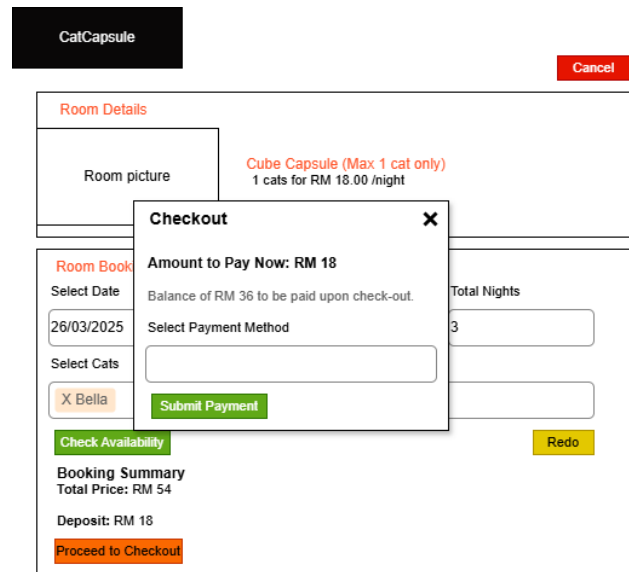 CatCapsule
Cancel
Room Details
Room picture
Cube Capsule (Max 1 cat only)
1 cats for RM 18.00 /night
Checkout
Amount to Pay Now: RM 18
Balance of RM 36 to be paid upon check-out.
Select Payment Method
Submit Payment
Room Book
Select Date
Total Nights
26/03/2025
3
Select Cats
X Bella
Check Availability
Redo
Booking Summary
Total Price: RM 54
Deposit: RM 18
Proceed to Checkout